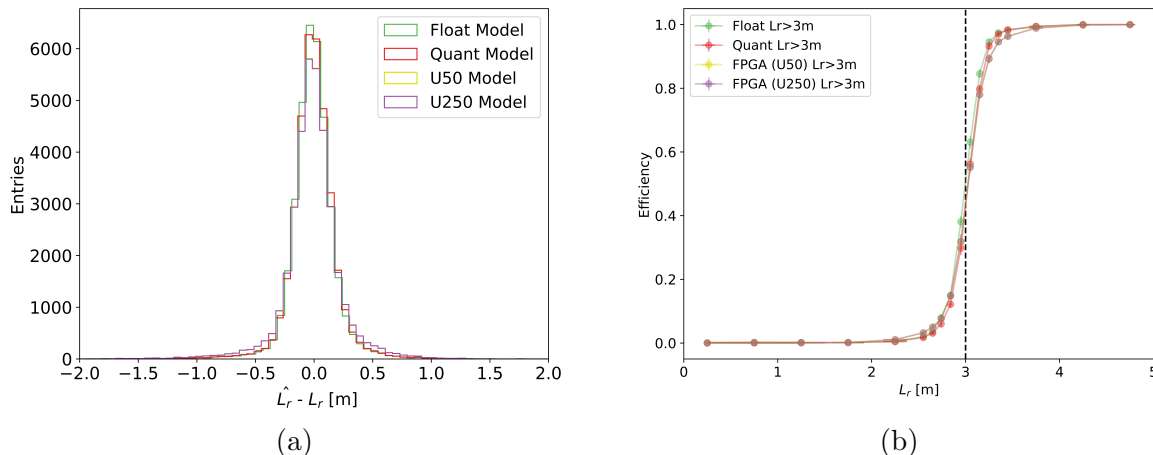 Float Model
Quant Model
U50 Model
U250 Model
Entries
6000
5000
4000
3000
2000
1000
0
−2.0 −1.5 −1.0 −0.5 0.0 0.5 1.0 1.5 2.0
L̂_r - L_r [m]
(a)
Float Lr>3m
Quant Lr>3m
FPGA (U50) Lr>3m
FPGA (U250) Lr>3m
Efficiency
1.0
0.8
0.6
0.4
0.2
0.0
0 1 2 3 4 5
L_r [m]
(b)